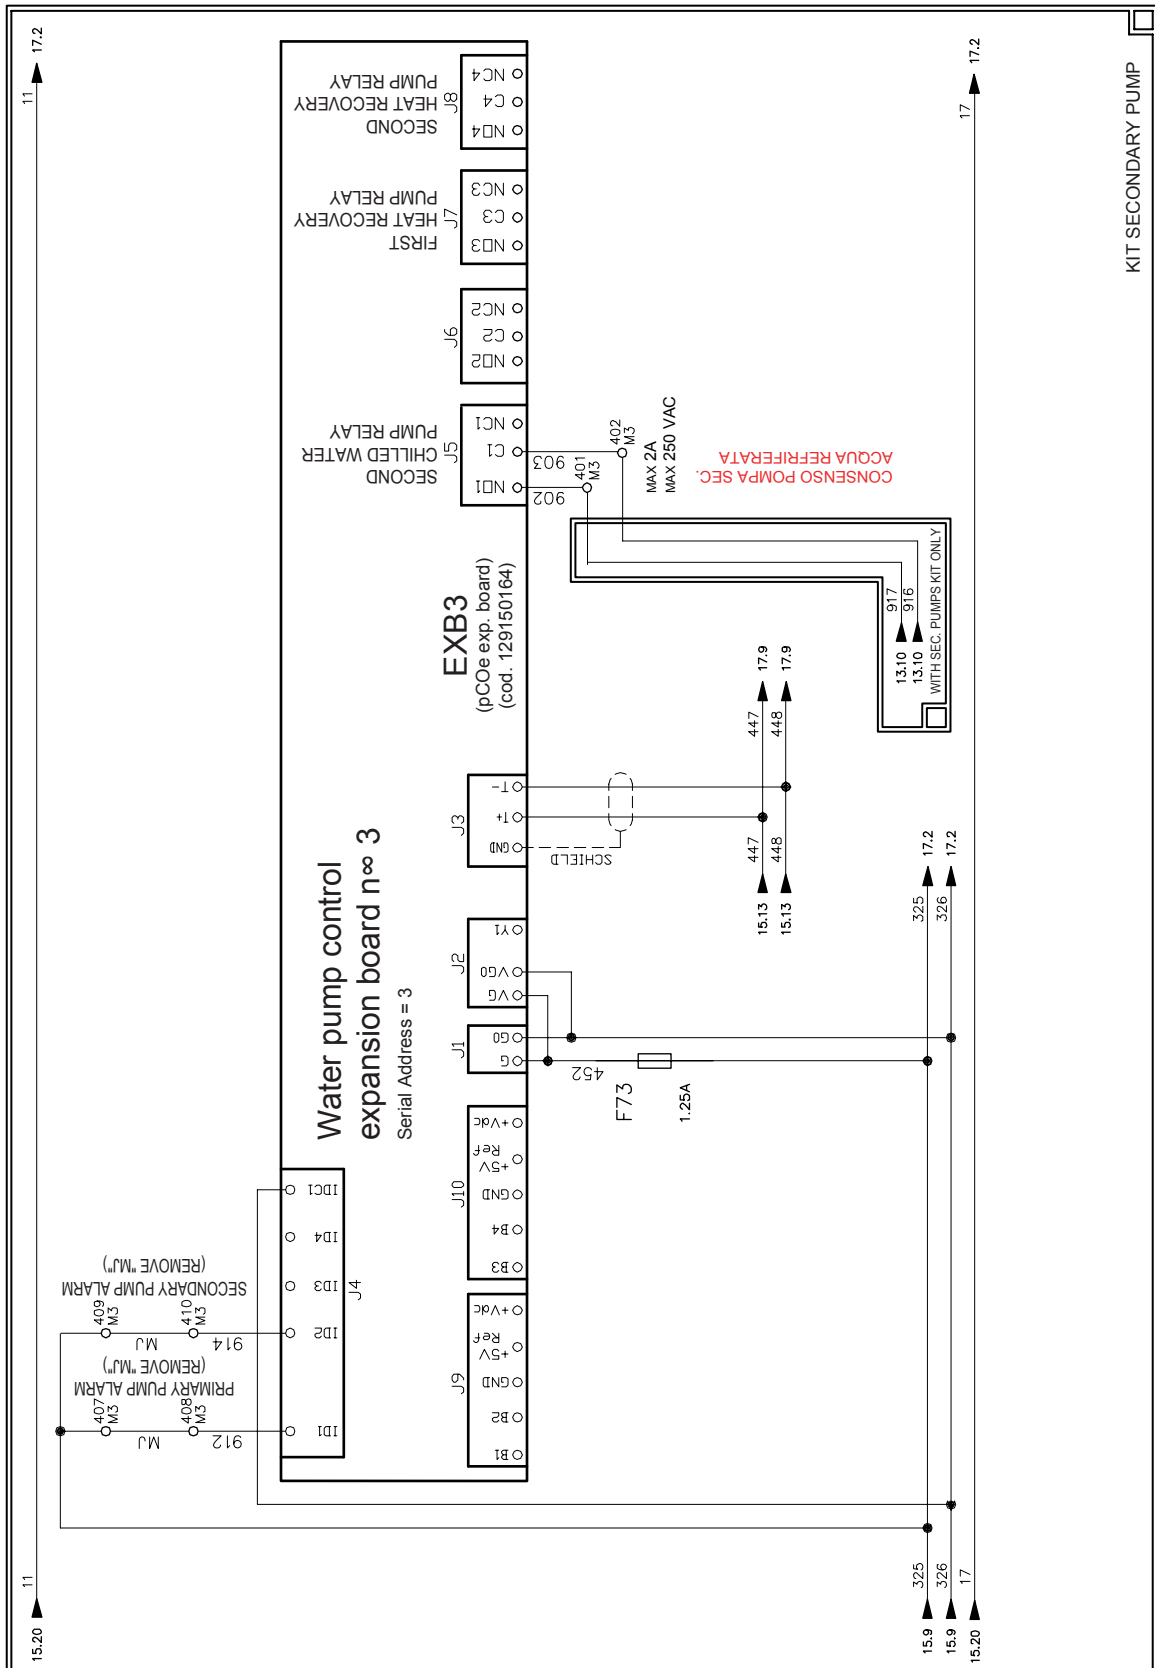 15.20
11
11
17.2
PRIMARY PUMP ALARM
(REMOVE "MJ")
407
M3
MJ
408
M3
912
SECONDARY PUMP ALARM
(REMOVE "MJ")
409
M3
MJ
410
M3
914
ID1
ID2
ID3
ID4
IDC1
J4
Water pump control
expansion board n∞ 3
Serial Address = 3
EXB3
(pCOe exp. board)
(cod. 129150164)
J9
B1
B2
GND
+5V
Ref
+Vdc
J10
B3
B4
GND
+5V
Ref
+Vdc
J1
G
G0
J2
VG
VG0
Y1
J3
GND
T+
T-
SECOND
CHILLED WATER
PUMP RELAY
J5
NO1
C1
NC1
J6
NO2
C2
NC2
FIRST
HEAT RECOVERY
PUMP RELAY
J7
NO3
C3
NC3
SECOND
HEAT RECOVERY
PUMP RELAY
J8
NO4
C4
NC4
452
F73
1.25A
SCHIELD
902
401
M3
903
402
M3
MAX 2A
MAX 250 VAC
CONSENSO POMPA SEC.
ACQUA REFRIFERATA
15.13
447
447
17.9
15.13
448
448
17.9
13.10
917
13.10
916
WITH SEC. PUMPS KIT ONLY
15.9
325
325
17.2
15.9
326
326
17.2
15.20
17
17
17.2
KIT SECONDARY PUMP